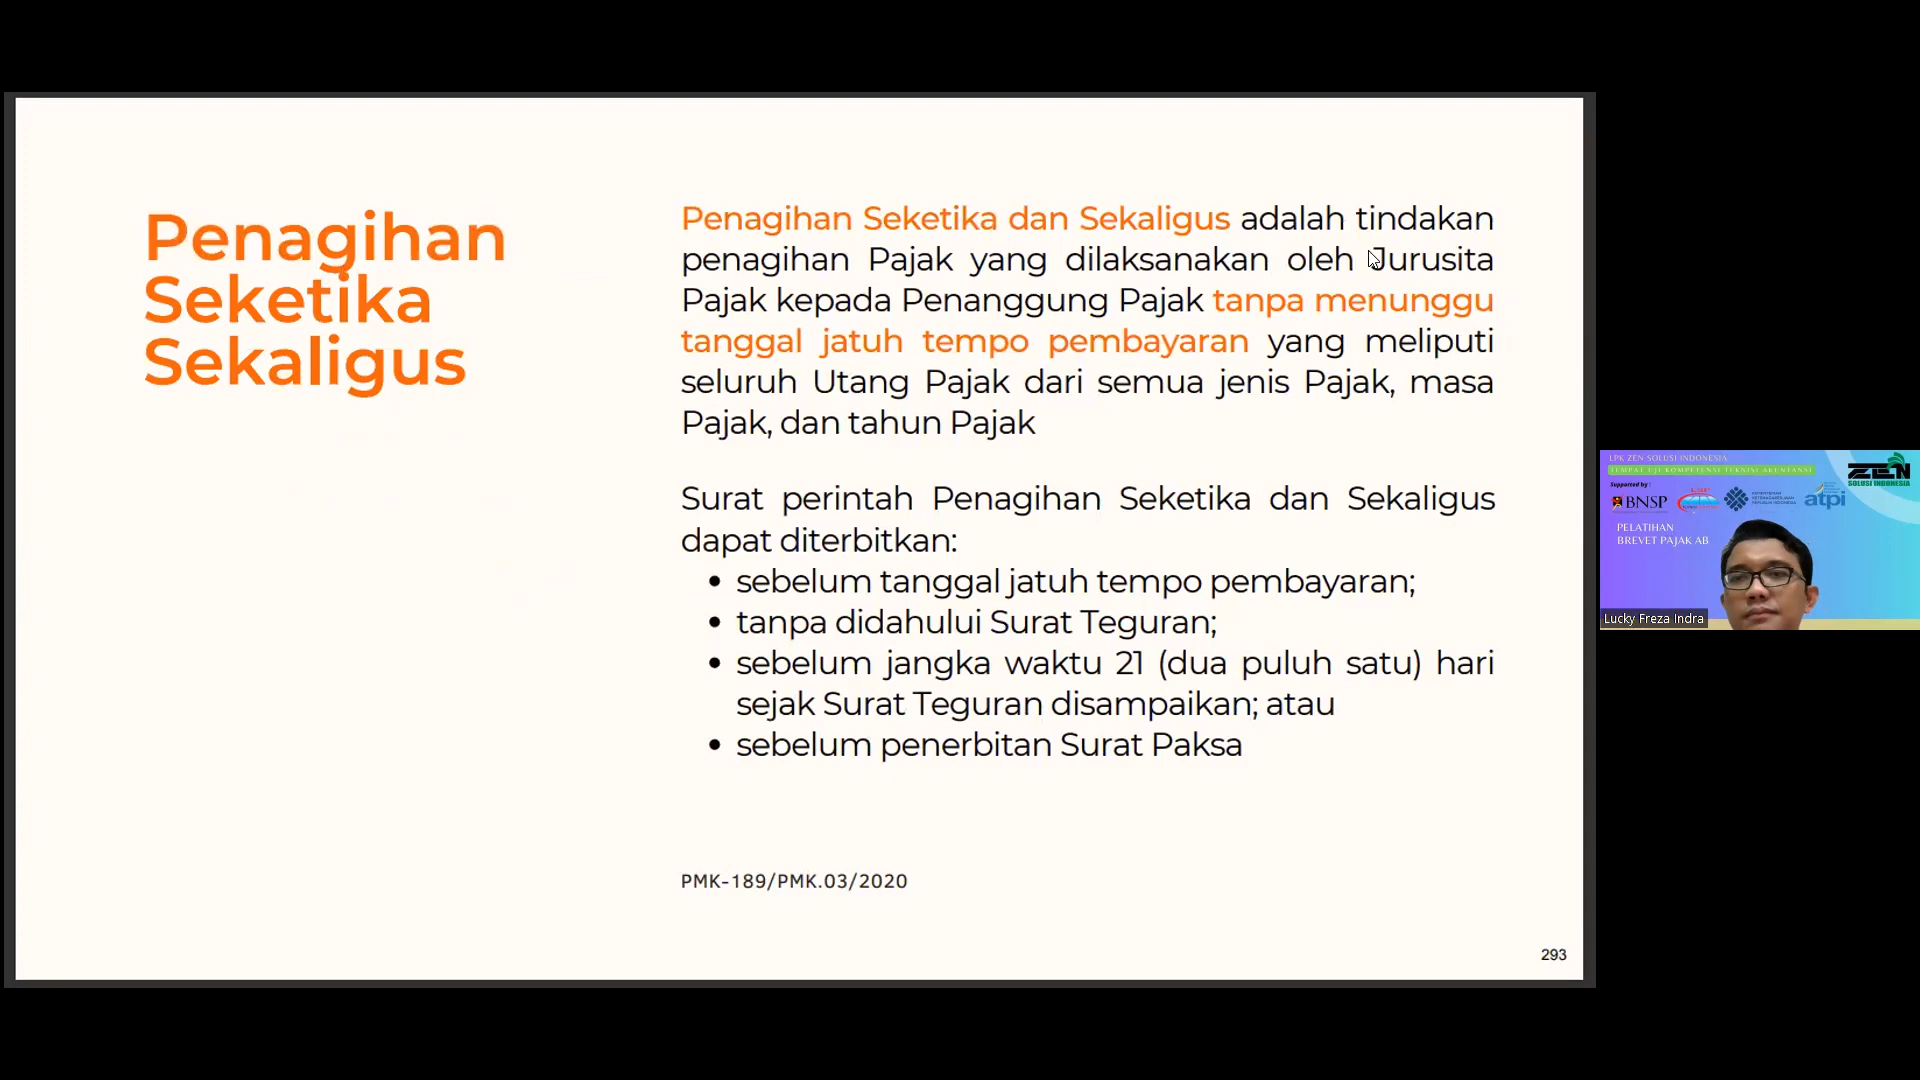 Penagihan
Seketika
Sekaligus
Penagihan Seketika dan Sekaligus adalah tindakan
penagihan Pajak yang dilaksanakan oleh Jurusita
Pajak kepada Penanggung Pajak tanpa menunggu
tanggal jatuh tempo pembayaran yang meliputi
seluruh Utang Pajak dari semua jenis Pajak, masa
Pajak, dan tahun Pajak
Surat perintah Penagihan Seketika dan Sekaligus
dapat diterbitkan:
• sebelum tanggal jatuh tempo pembayaran;
• tanpa didahului Surat Teguran;
• sebelum jangka waktu 21 (dua puluh satu) hari
sejak Surat Teguran disampaikan; atau
• sebelum penerbitan Surat Paksa
PMK-189/PMK.03/2020
293
LPK ZEN SOLUSI INDONESIA
TEMPAT UJI KOMPETENSI TEKNISI AKUNTANSI
Supported by :
ZEN
SOLUSI INDONESIA
BNSP
atpi
PELATIHAN
BREVET PAJAK AB
Lucky Freza Indra